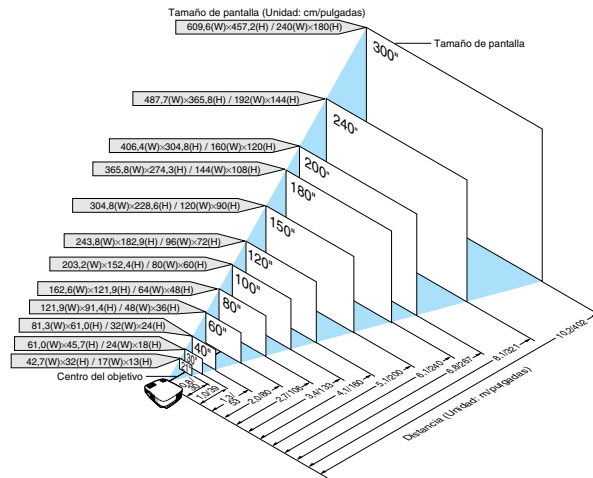 Tamaño de pantalla (Unidad: cm/pulgadas)
609,6(W)×457,2(H) / 240(W)×180(H)
Tamaño de pantalla
300"
487,7(W)×365,8(H) / 192(W)×144(H)
240"
406,4(W)×304,8(H) / 160(W)×120(H)
200"
365,8(W)×274,3(H) / 144(W)×108(H)
180"
304,8(W)×228,6(H) / 120(W)×90(H)
150"
243,8(W)×182,9(H) / 96(W)×72(H)
120"
203,2(W)×152,4(H) / 80(W)×60(H)
100"
162,6(W)×121,9(H) / 64(W)×48(H)
80"
121,9(W)×91,4(H) / 48(W)×36(H)
60"
81,3(W)×61,0(H) / 32(W)×24(H)
40"
61,0(W)×45,7(H) / 24(W)×18(H)
30"
42,7(W)×32(H) / 17(W)×13(H)
21"
Centro del objetivo
1,0/39
1,3/
53
2,0/80
2,7/106
3,4/133
4,1/160
5,1/200
6,1/240
6,8/267
8,1/321
10,2/402
Distancia (Unidad: m/pulgadas)